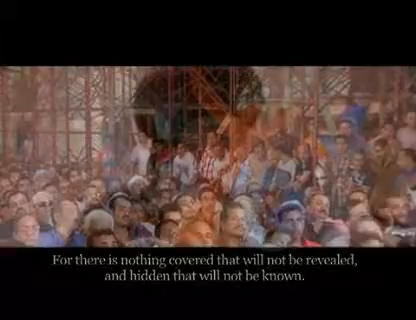 For there is nothing covered that will not be revealed,
and hidden that will not be known.